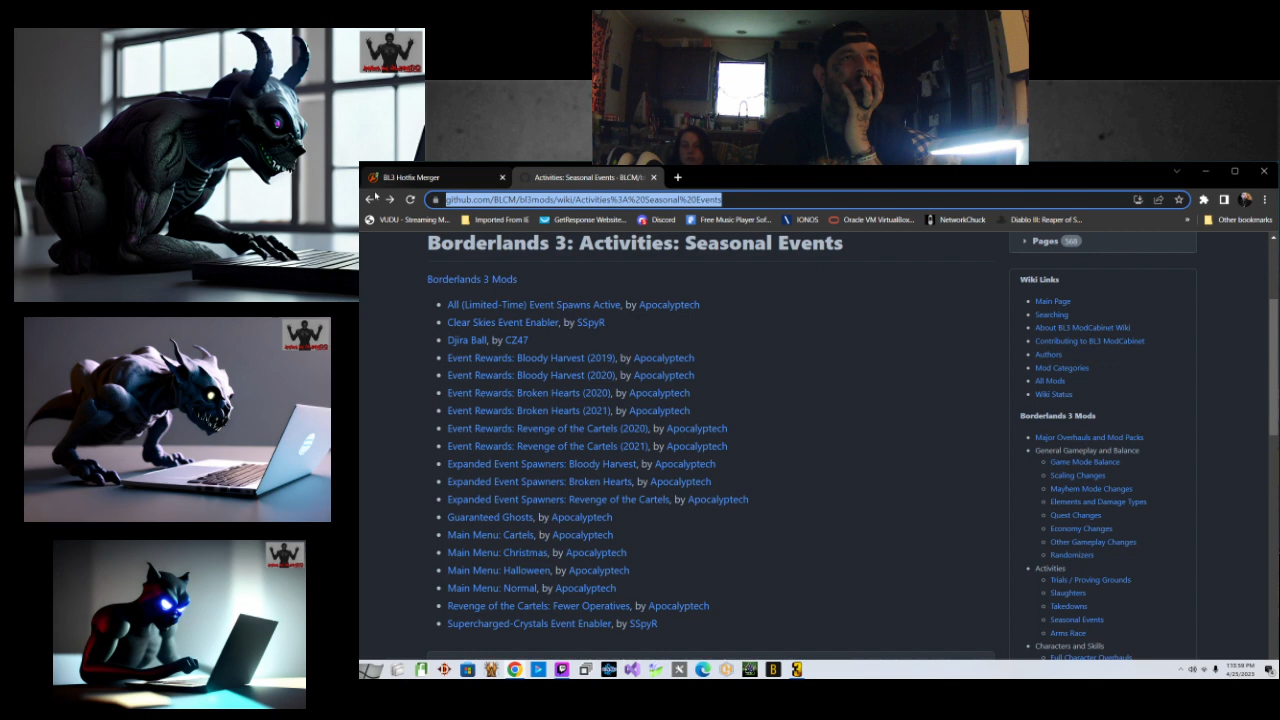 BL3 Hotfix Merger
Activities: Seasonal Events · BLCM/b
github.com/BLCM/bl3mods/wiki/Activities%3A%20Seasonal%20Events
VUDU - Streaming M...
Imported From IE
GetResponse Website...
Discord
Free Music Player Sof...
IONOS
Oracle VM VirtualBox...
NetworkChuck
Diablo III: Reaper of S...
»
Other bookmarks
Borderlands 3: Activities: Seasonal Events
Borderlands 3 Mods
All (Limited-Time) Event Spawns Active, by Apocalyptech
Clear Skies Event Enabler, by SSpyR
Djira Ball, by CZ47
Event Rewards: Bloody Harvest (2019), by Apocalyptech
Event Rewards: Bloody Harvest (2020), by Apocalyptech
Event Rewards: Broken Hearts (2020), by Apocalyptech
Event Rewards: Broken Hearts (2021), by Apocalyptech
Event Rewards: Revenge of the Cartels (2020), by Apocalyptech
Event Rewards: Revenge of the Cartels (2021), by Apocalyptech
Expanded Event Spawners: Bloody Harvest, by Apocalyptech
Expanded Event Spawners: Broken Hearts, by Apocalyptech
Expanded Event Spawners: Revenge of the Cartels, by Apocalyptech
Guaranteed Ghosts, by Apocalyptech
Main Menu: Cartels, by Apocalyptech
Main Menu: Christmas, by Apocalyptech
Main Menu: Halloween, by Apocalyptech
Main Menu: Normal, by Apocalyptech
Revenge of the Cartels: Fewer Operatives, by Apocalyptech
Supercharged-Crystals Event Enabler, by SSpyR
Pages 568
Wiki Links
Main Page
Searching
About BL3 ModCabinet Wiki
Contributing to BL3 ModCabinet
Authors
Mod Categories
All Mods
Wiki Status
Borderlands 3 Mods
Major Overhauls and Mod Packs
General Gameplay and Balance
Game Mode Balance
Scaling Changes
Mayhem Mode Changes
Elements and Damage Types
Quest Changes
Economy Changes
Other Gameplay Changes
Randomizers
Activities
Trials / Proving Grounds
Slaughters
Takedowns
Seasonal Events
Arms Race
Characters and Skills
Full Character Overhauls
1:15:59 PM
4/25/2023